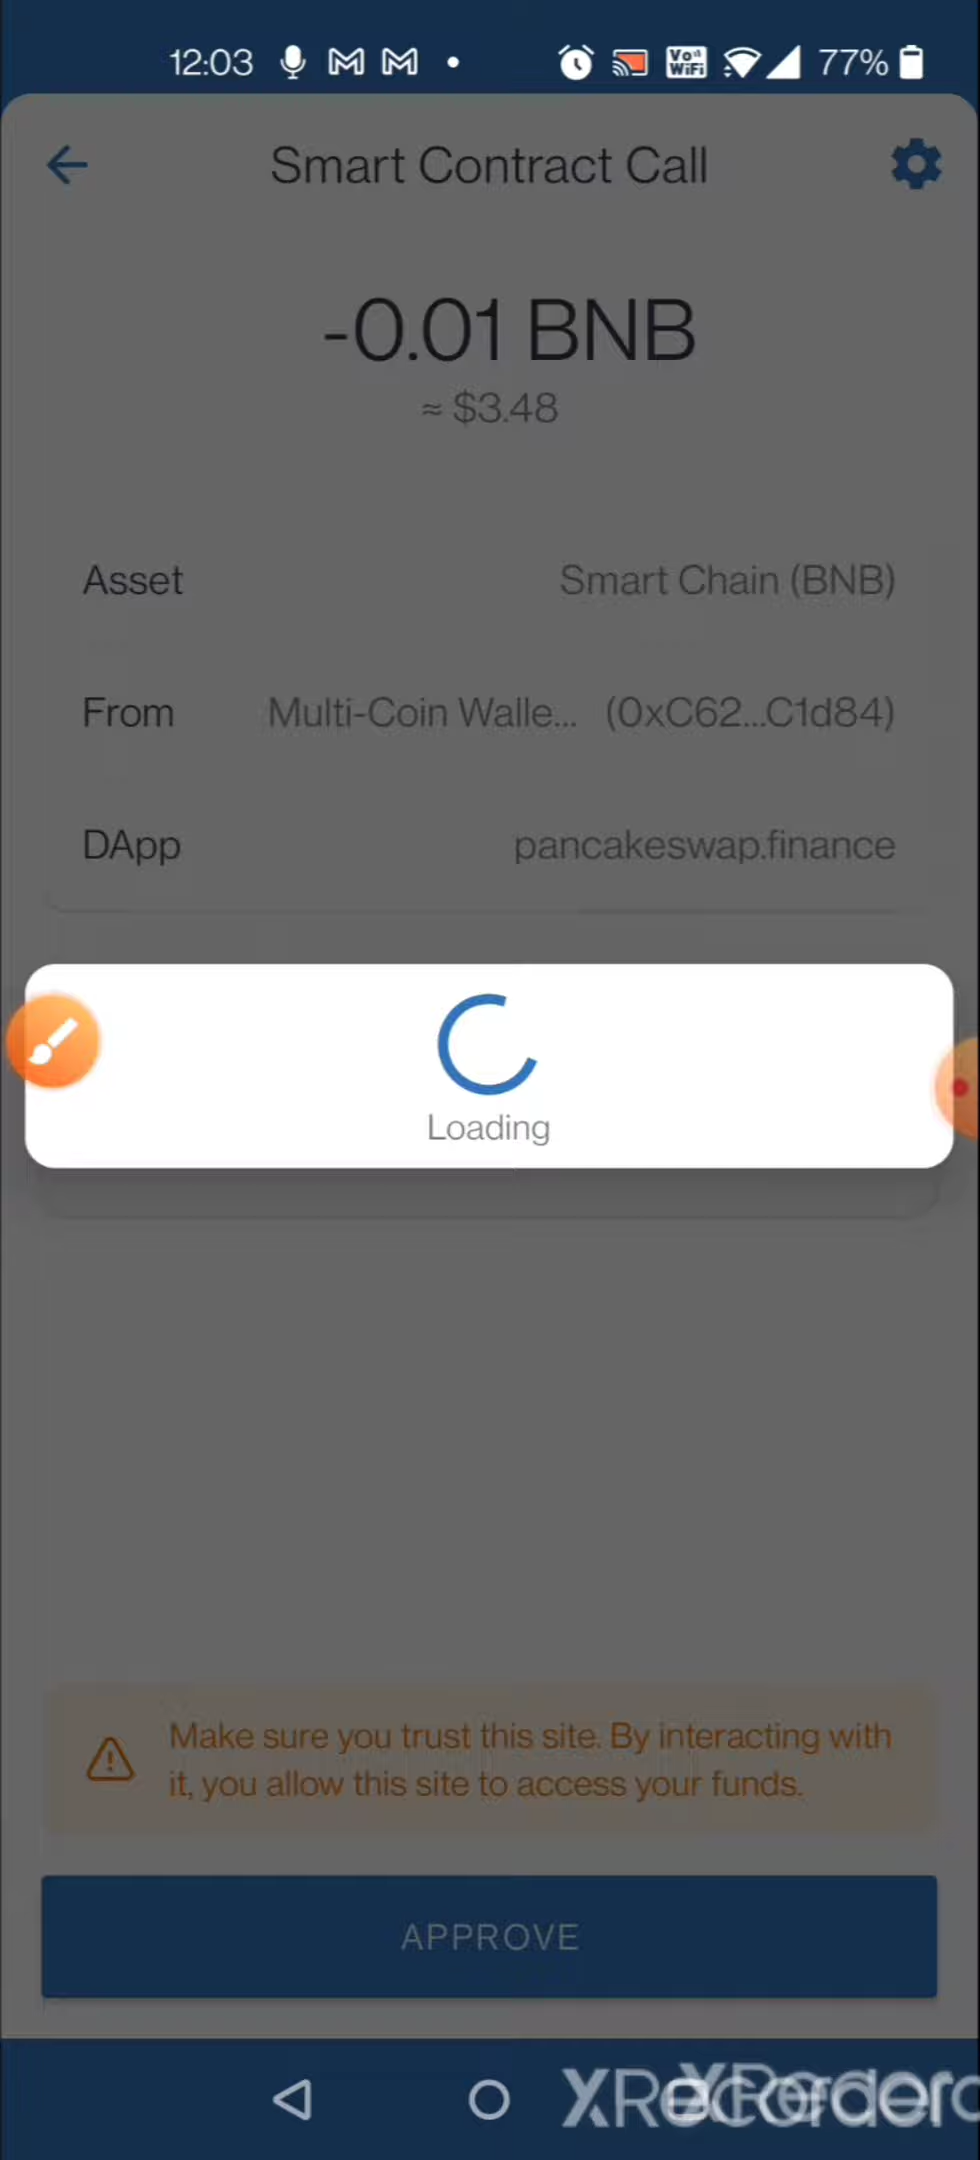 12:03
Vo
WiFi
77%
Smart Contract Call
-0.01 BNB
≈ $3.48
Asset Smart Chain (BNB)
From Multi-Coin Walle... (0xC62...C1d84)
DApp pancakeswap.finance
Loading
Make sure you trust this site. By interacting with
it, you allow this site to access your funds.
APPROVE